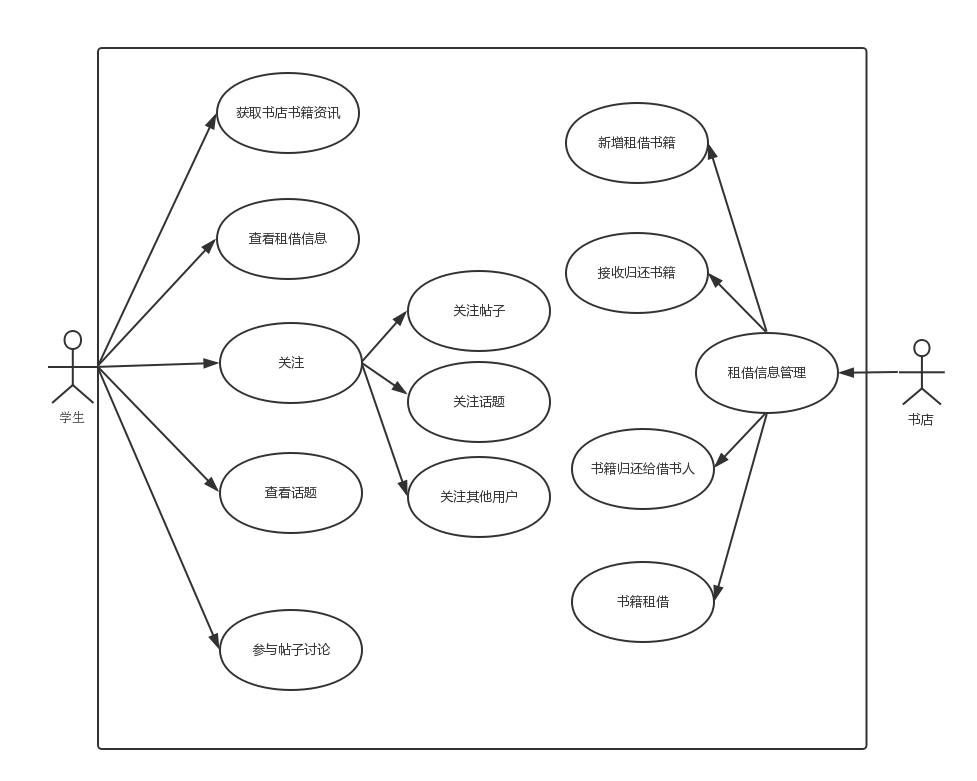 获取书店书籍资讯
新增租借书籍
查看租借信息
接收归还书籍
关注帖子
关注
租借信息管理
关注话题
学生
书店
书籍归还给借书人
查看话题
关注其他用户
书籍租借
参与帖子讨论